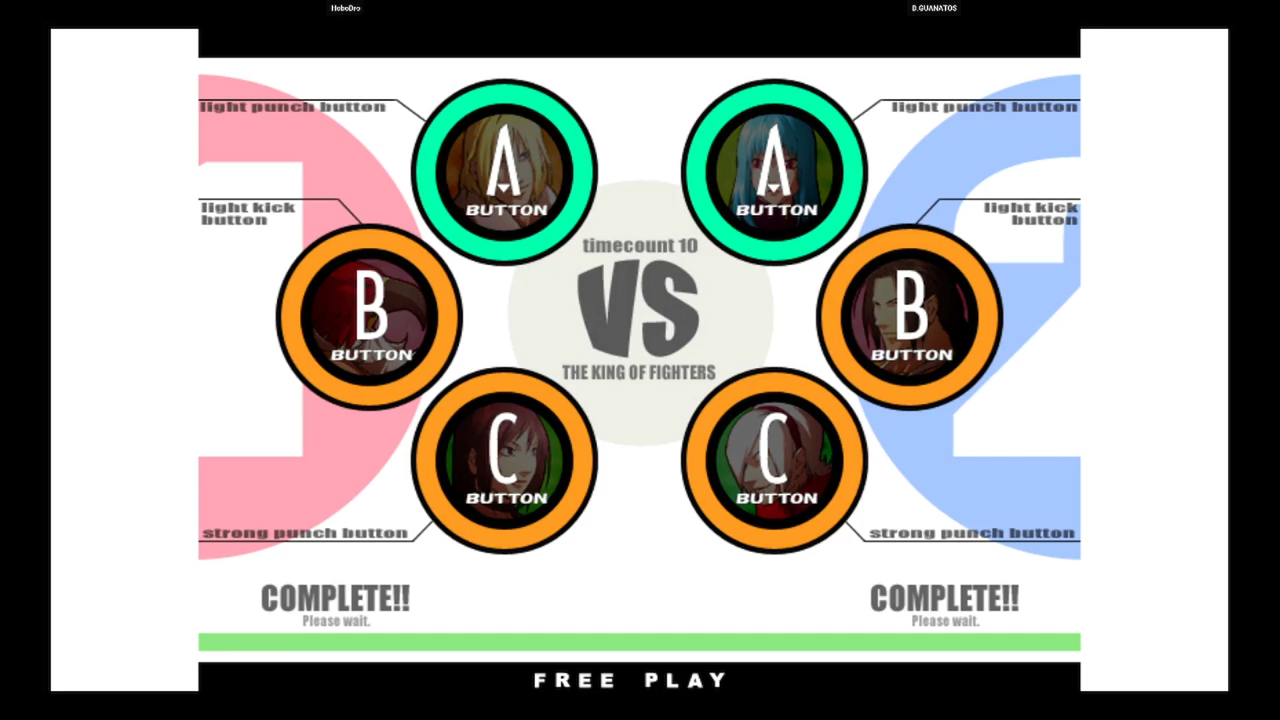 HoboDro
D.GUANATOS
light punch button
light punch button
A
BUTTON
A
BUTTON
light kick
button
light kick
button
timecount 10
VS
THE KING OF FIGHTERS
B
BUTTON
B
BUTTON
C
BUTTON
C
BUTTON
strong punch button
strong punch button
COMPLETE!!
Please wait.
COMPLETE!!
Please wait.
FREE PLAY
1
2